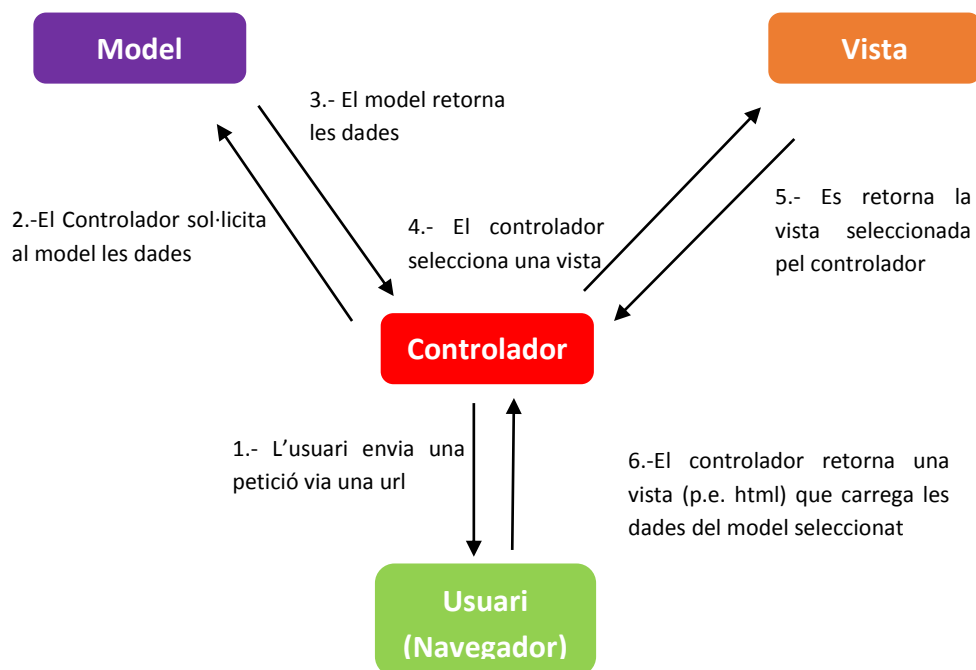 Model
Vista
3.- El model retorna
les dades
2.-El Controlador sol·licita
al model les dades
4.- El controlador
selecciona una vista
5.- Es retorna la
vista seleccionada
pel controlador
Controlador
1.- L’usuari envia una
petició via una url
6.-El controlador retorna una
vista (p.e. html) que carrega les
dades del model seleccionat
Usuari
(Navegador)